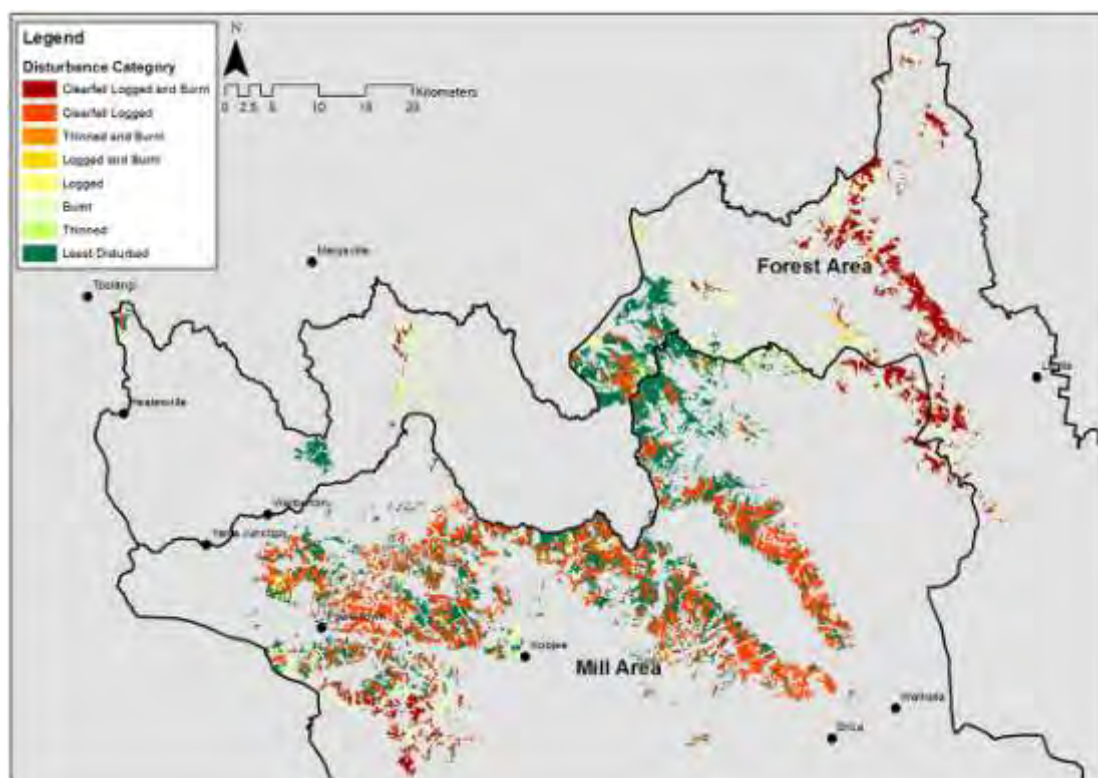 Legend
Disturbance Category
Clearfell Logged and Burnt
Clearfell Logged
Thinned and Burnt
Logged and Burnt
Logged
Burnt
Thinned
Least Disturbed
N
Kilometers
0 2.5 5 10 15 20
Marysville
Toolangi
Forest Area
Healesville
Warburton
Yarra Junction
Noojee
Mill Area
Walhalla
Erica